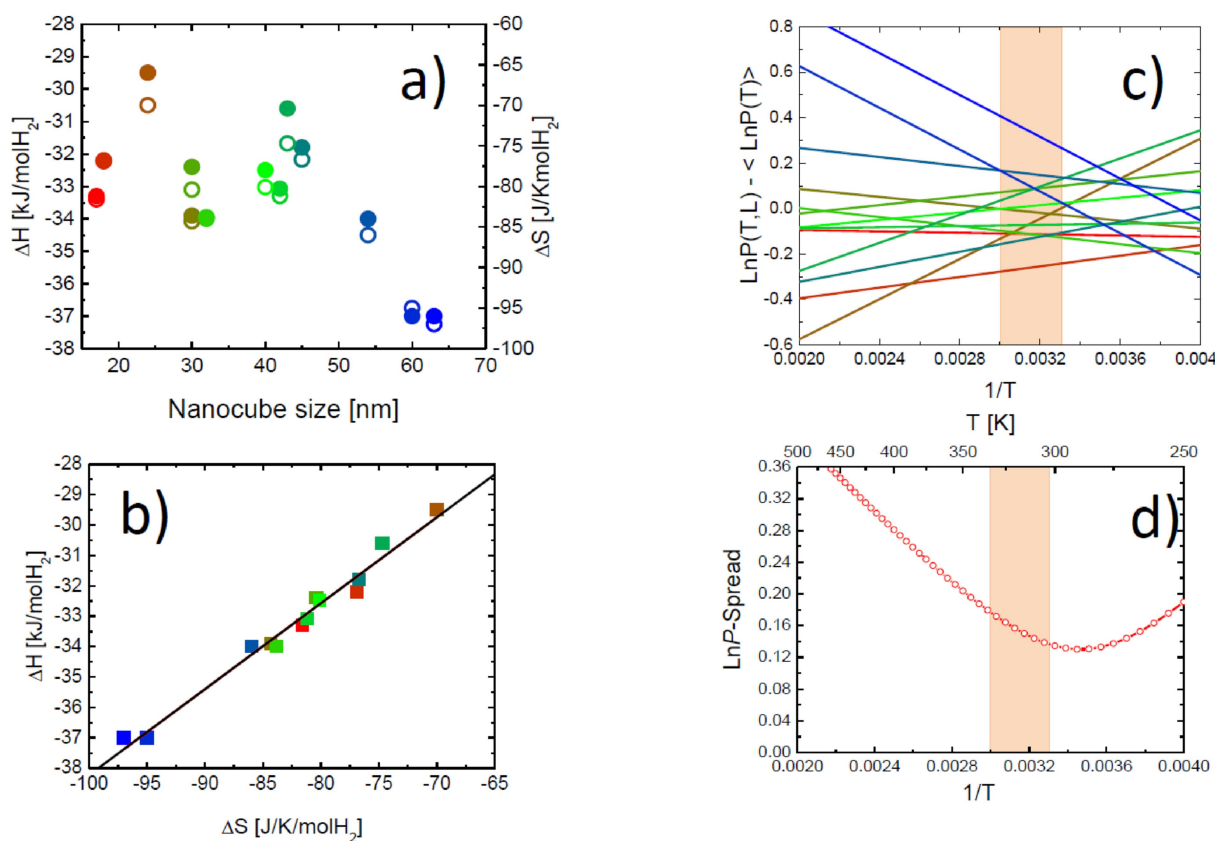 a)
-28
-29
-30
-31
-32
-33
-34
-35
-36
-37
-38
ΔH [kJ/molH2]
-60
-65
-70
-75
-80
-85
-90
-95
-100
ΔS [J/KmolH2]
20 30 40 50 60 70
Nanocube size [nm]
c)
0.8
0.6
0.4
0.2
0.0
-0.2
-0.4
-0.6
LnP(T,L) - < LnP(T)>
0.0020 0.0024 0.0028 0.0032 0.0036 0.004
1/T
b)
-28
-29
-30
-31
-32
-33
-34
-35
-36
-37
-38
ΔH [kJ/molH2]
-100 -95 -90 -85 -80 -75 -70 -65
ΔS [J/K/molH2]
T [K]
500 450 400 350 300 250
d)
0.36
0.32
0.28
0.24
0.20
0.16
0.12
0.08
0.04
0.00
LnP-Spread
0.0020 0.0024 0.0028 0.0032 0.0036 0.0040
1/T